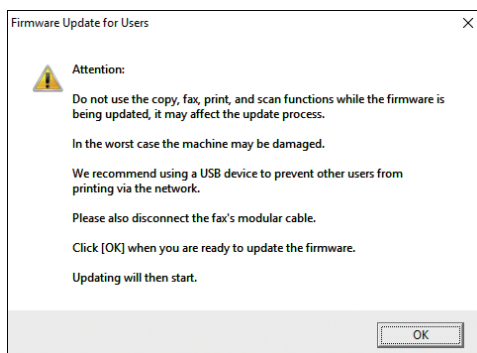 Firmware Update for Users
Attention:
Do not use the copy, fax, print, and scan functions while the firmware is
being updated, it may affect the update process.
In the worst case the machine may be damaged.
We recommend using a USB device to prevent other users from
printing via the network.
Please also disconnect the fax's modular cable.
Click [OK] when you are ready to update the firmware.
Updating will then start.
OK